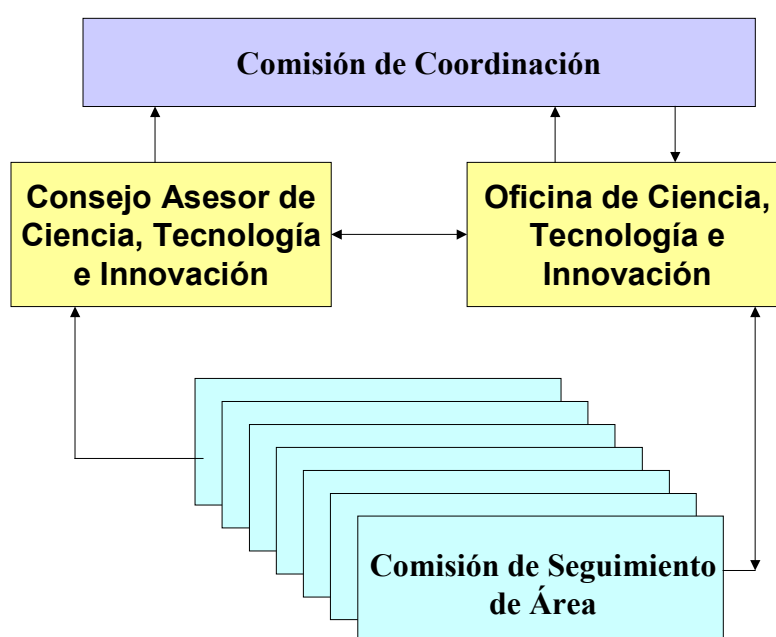 Comisión de Coordinación
Consejo Asesor de
Ciencia, Tecnología
e Innovación
Oficina de Ciencia,
Tecnología e
Innovación
Comisión de Seguimiento
de Área